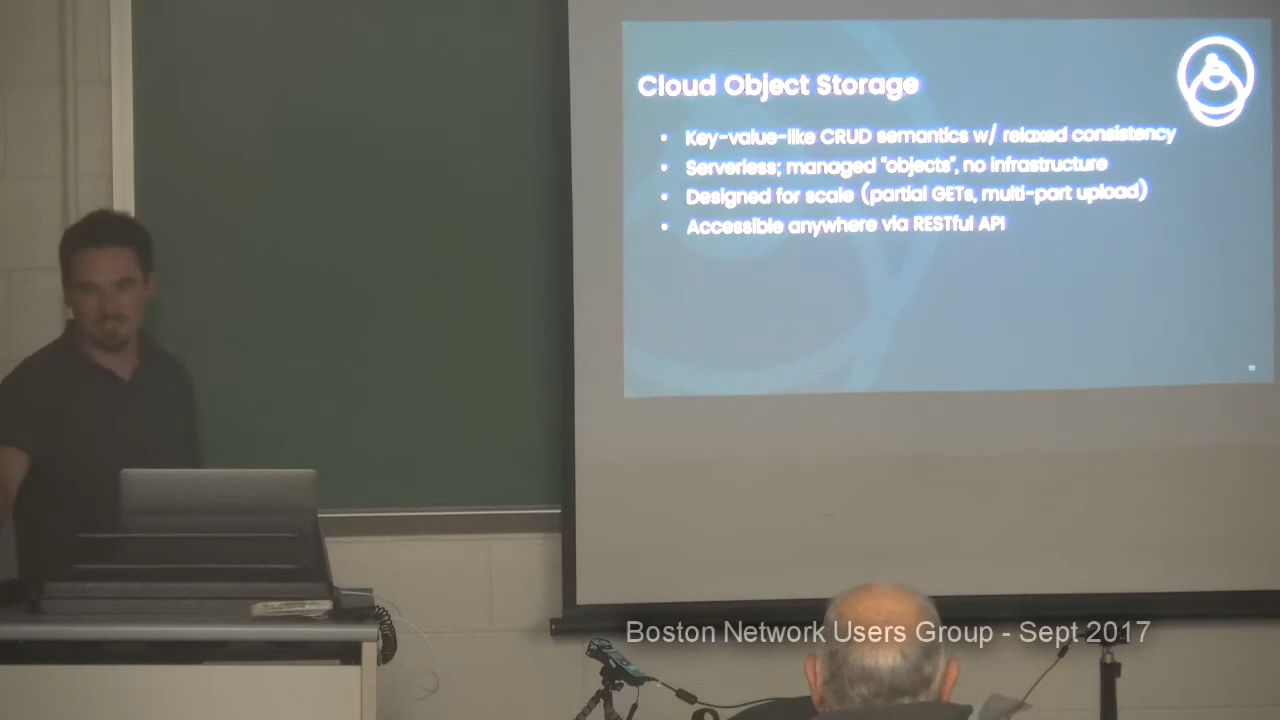 Cloud Object Storage
• Key-value-like CRUD semantics w/ relaxed consistency
• Serverless; managed "objects", no infrastructure
• Designed for scale (partial GETs, multi-part upload)
• Accessible anywhere via RESTful API
Boston Network Users Group - Sept 2017